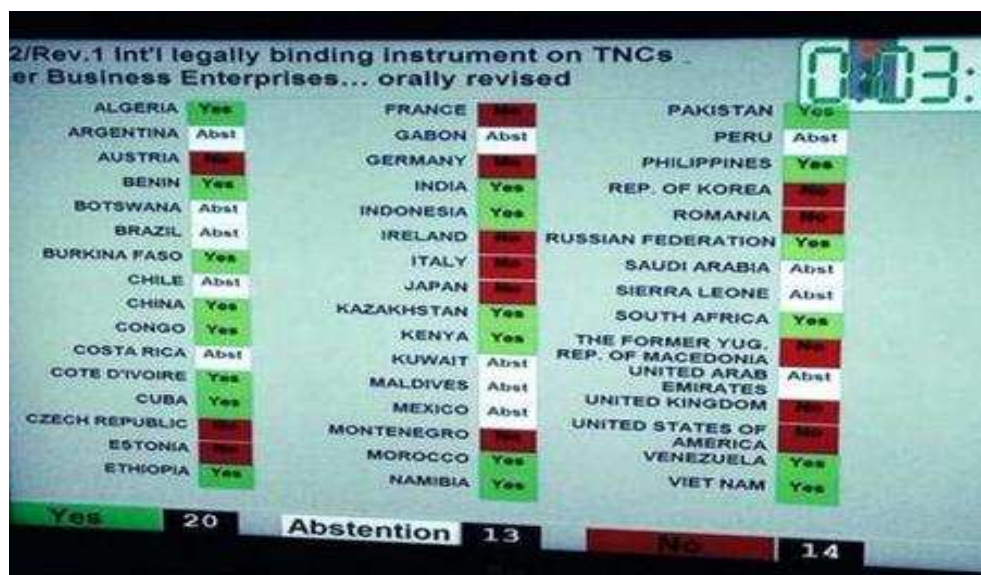 2/Rev.1 Int'l legally binding instrument on TNCs
er Business Enterprises... orally revised
0:03:
ALGERIA Yes
ARGENTINA Abst
AUSTRIA No
BENIN Yes
BOTSWANA Abst
BRAZIL Abst
BURKINA FASO Yes
CHILE Abst
CHINA Yes
CONGO Yes
COSTA RICA Abst
COTE D'IVOIRE Yes
CUBA Yes
CZECH REPUBLIC No
ESTONIA No
ETHIOPIA Yes
FRANCE No
GABON Abst
GERMANY No
INDIA Yes
INDONESIA Yes
IRELAND No
ITALY No
JAPAN No
KAZAKHSTAN Yes
KENYA Yes
KUWAIT Abst
MALDIVES Abst
MEXICO Abst
MONTENEGRO No
MOROCCO Yes
NAMIBIA Yes
PAKISTAN Yes
PERU Abst
PHILIPPINES Yes
REP. OF KOREA No
ROMANIA No
RUSSIAN FEDERATION Yes
SAUDI ARABIA Abst
SIERRA LEONE Abst
SOUTH AFRICA Yes
THE FORMER YUG.
REP. OF MACEDONIA No
UNITED ARAB
EMIRATES Abst
UNITED KINGDOM No
UNITED STATES OF
AMERICA No
VENEZUELA Yes
VIET NAM Yes
Yes 20 Abstention 13 No 14